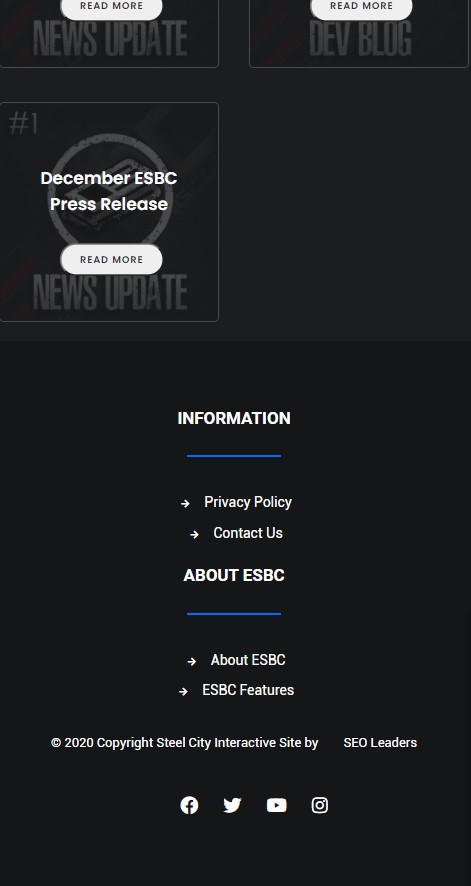 READ MORE
READ MORE
NEWS UPDATE
DEV BLOG
#1
December ESBC
Press Release
READ MORE
NEWS UPDATE
INFORMATION
Privacy Policy
Contact Us
ABOUT ESBC
About ESBC
ESBC Features
© 2020 Copyright Steel City Interactive Site by SEO Leaders